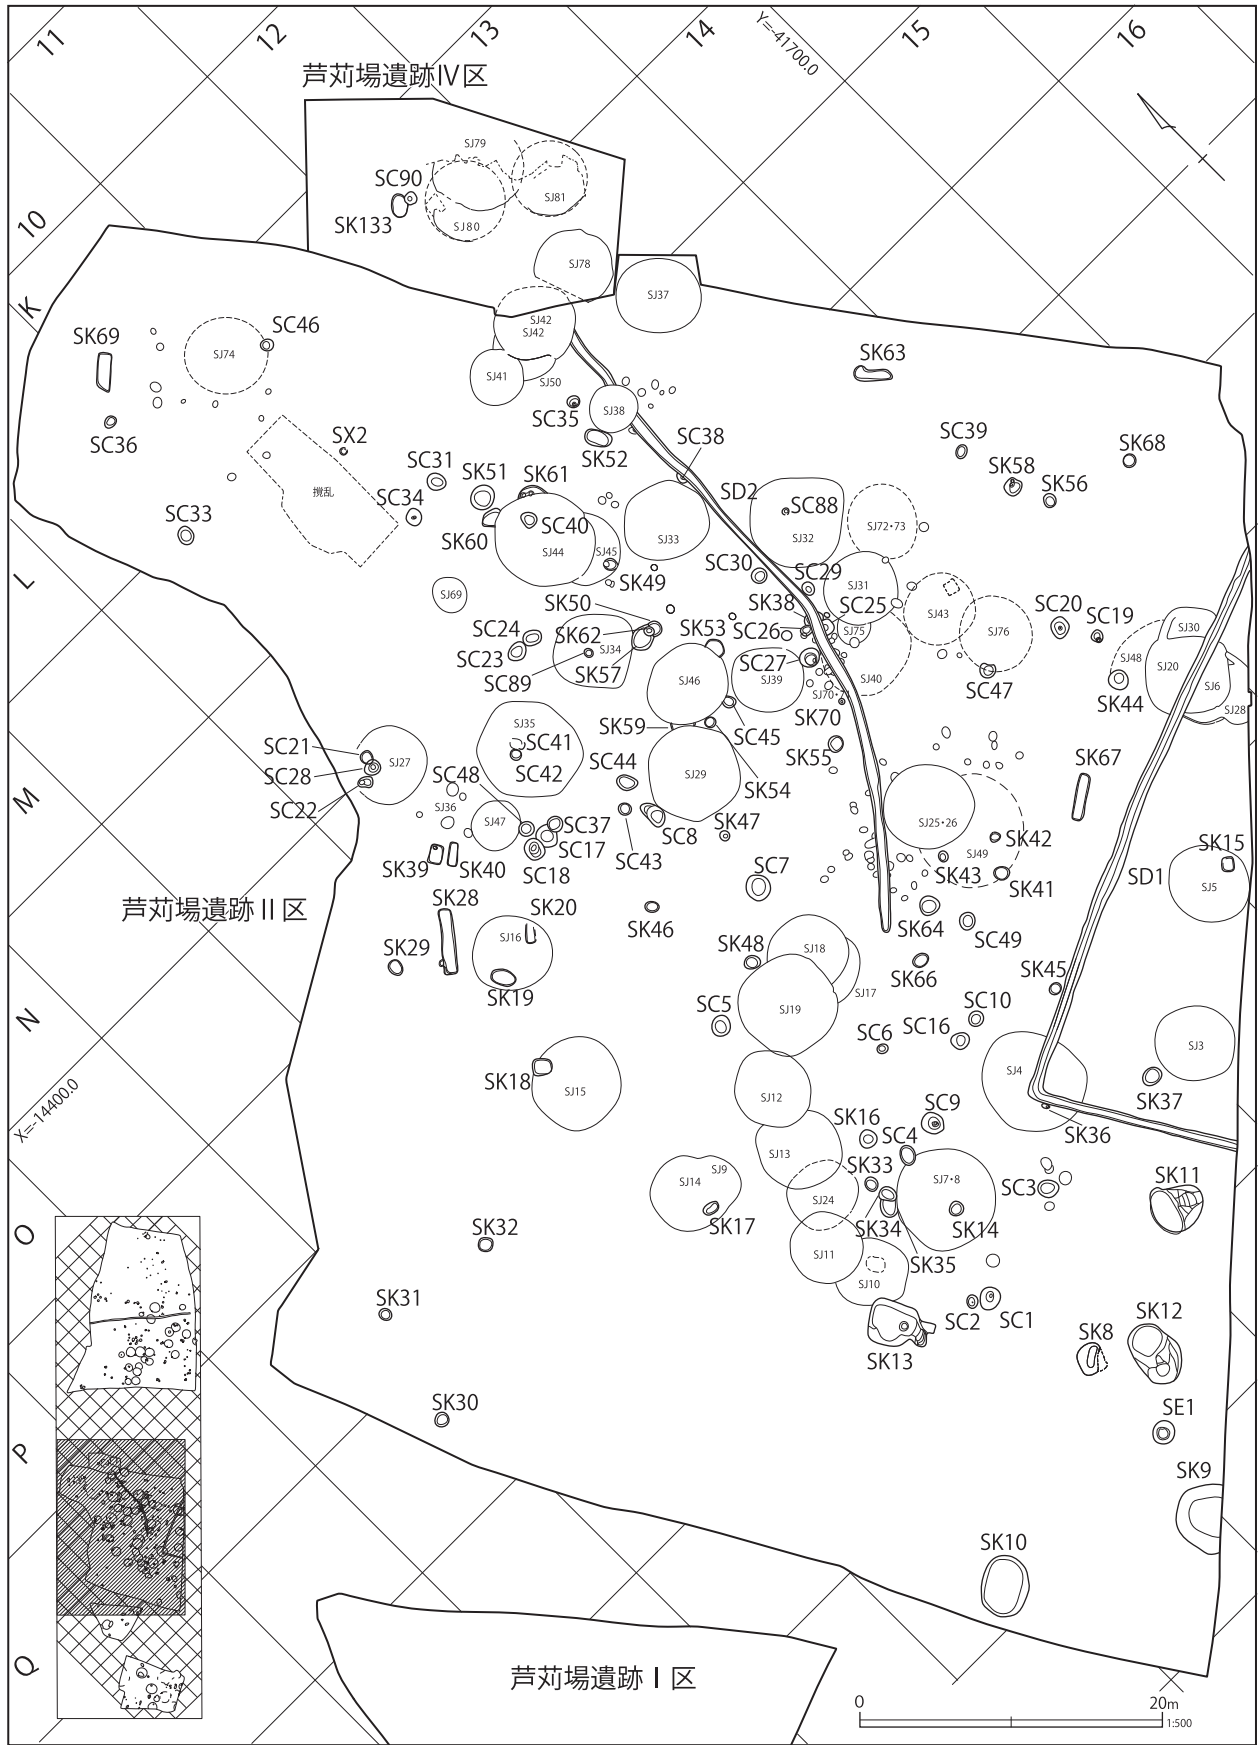 11
12
13
14
Y=-41700.0
15
16
芦苅場遺跡Ⅳ区
SJ79
SC90
SJ81
SK133
SJ80
10
SJ78
SJ37
K
SJ42
SJ42
SC46
SK69
SJ74
SK63
SJ41
SJ50
SC35
SJ38
SC36
SX2
SK52
SC38
SC39
SK68
SC31
SK51
SK61
SK58
SK56
攪乱
SC34
SD2
SC88
SC33
SK60
SC40
SJ44
SJ45
SJ33
SJ32
SJ72・73
L
SK49
SC30
SC29
SJ31
SJ69
SK50
SK38
SC25
SJ43
SC20
SC19
SC24
SK62
SJ34
SK53
SC26
SJ75
SJ76
SJ30
SC23
SC89
SK57
SC27
SJ48
SJ20
SJ46
SJ39
SJ40
SC47
SJ6
SJ70・71
SK44
SJ28
SK59
SC45
SK70
SJ35
SC41
SC21
SC28
SJ27
SC42
SC44
SJ29
SK55
SK67
SC22
SC48
SK54
M
SJ36
SJ47
SC37
SC8
SK47
SJ25・26
SC17
SK42
SK39
SK40
SC18
SC43
SJ49
SK43
SK15
SC7
SK41
SD1
SJ5
芦苅場遺跡Ⅱ区
SK28
SK20
SK46
SK64
SC49
SJ16
SK29
SK48
SJ18
SK66
SK45
SK19
SJ17
N
SC5
SJ19
SC10
SC16
SC6
SJ3
SK18
SJ4
SJ15
SJ12
SK37
X=-14400.0
SK16
SC9
SK36
SC4
SJ13
SJ9
SK33
SJ7・8
SC3
SK11
SJ14
SJ24
SK17
SK34
SK14
O
SK32
SJ11
SK35
SJ10
SK31
SC2
SC1
SK12
SK13
SK8
SK30
SE1
P
SK9
SK10
Q
芦苅場遺跡Ⅰ区
0 20m
1:500